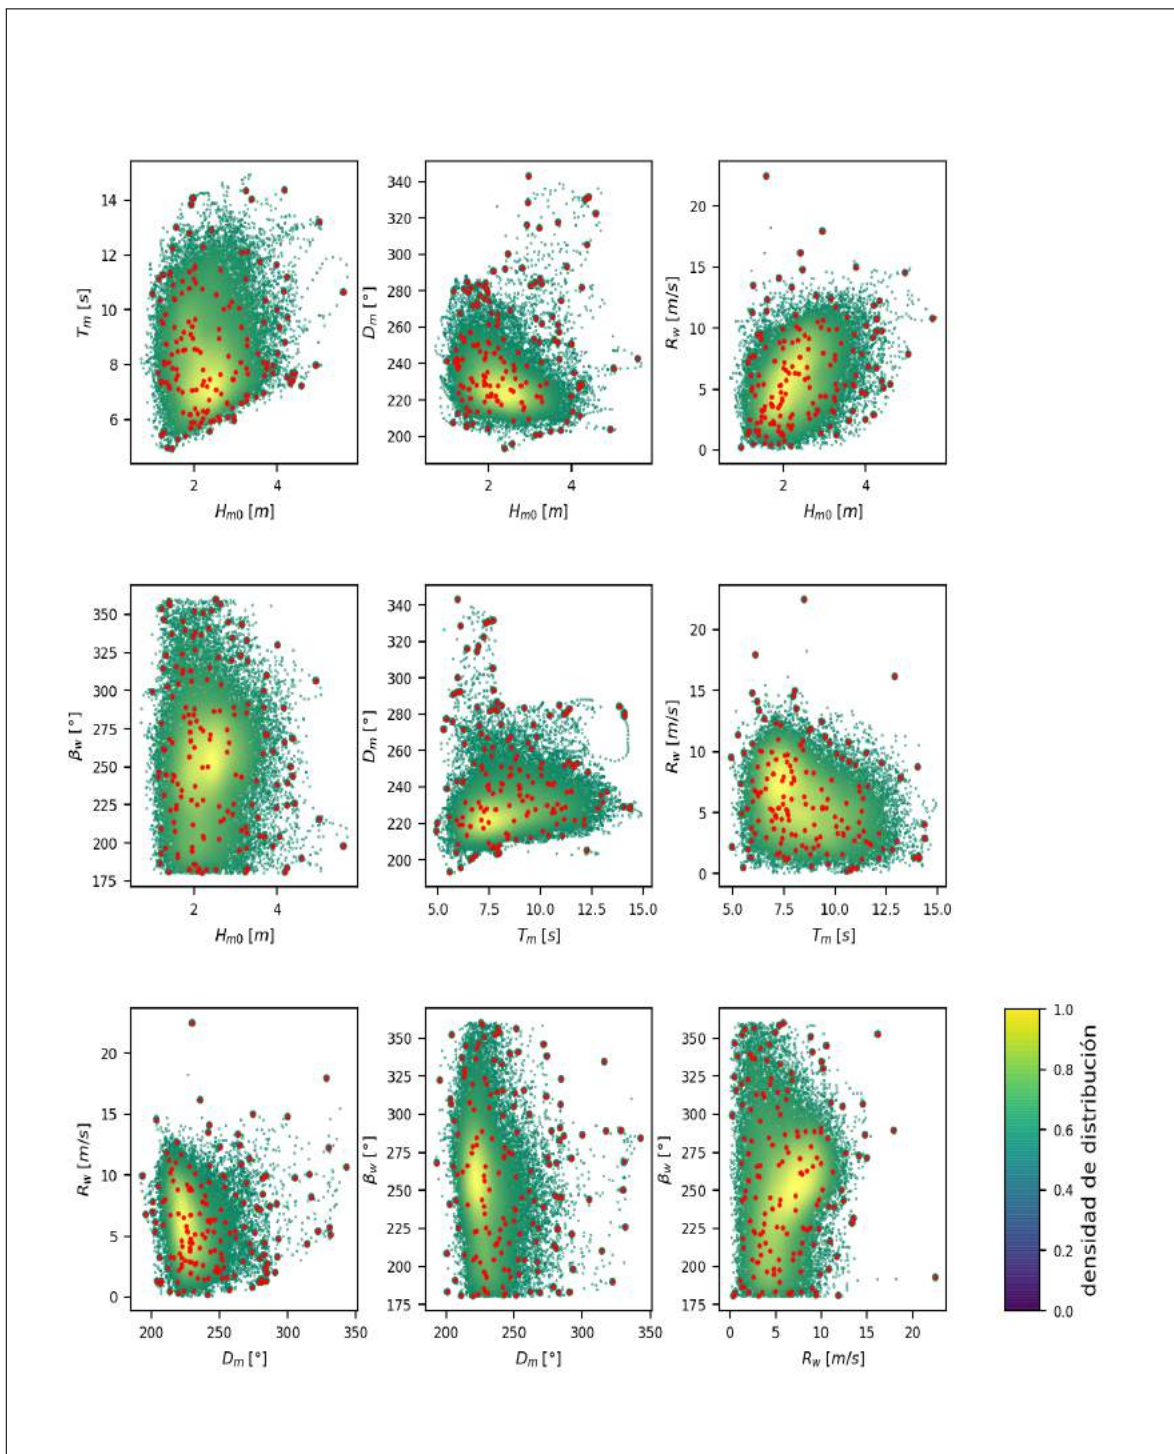 14
12
10
8
6
T_m [s]
2 4
H_m0 [m]
340
320
300
280
260
240
220
200
D_m [°]
2 4
H_m0 [m]
20
15
10
5
0
R_w [m/s]
2 4
H_m0 [m]
350
325
300
275
250
225
200
175
β_w [°]
2 4
H_m0 [m]
340
320
300
280
260
240
220
200
D_m [°]
5.0 7.5 10.0 12.5 15.0
T_m [s]
20
15
10
5
0
R_w [m/s]
5.0 7.5 10.0 12.5 15.0
T_m [s]
20
15
10
5
0
R_w [m/s]
200 250 300 350
D_m [°]
350
325
300
275
250
225
200
175
β_w [°]
200 250 300 350
D_m [°]
350
325
300
275
250
225
200
175
β_w [°]
0 5 10 15 20
R_w [m/s]
1.0
0.8
0.6
0.4
0.2
0.0
densidad de distribución